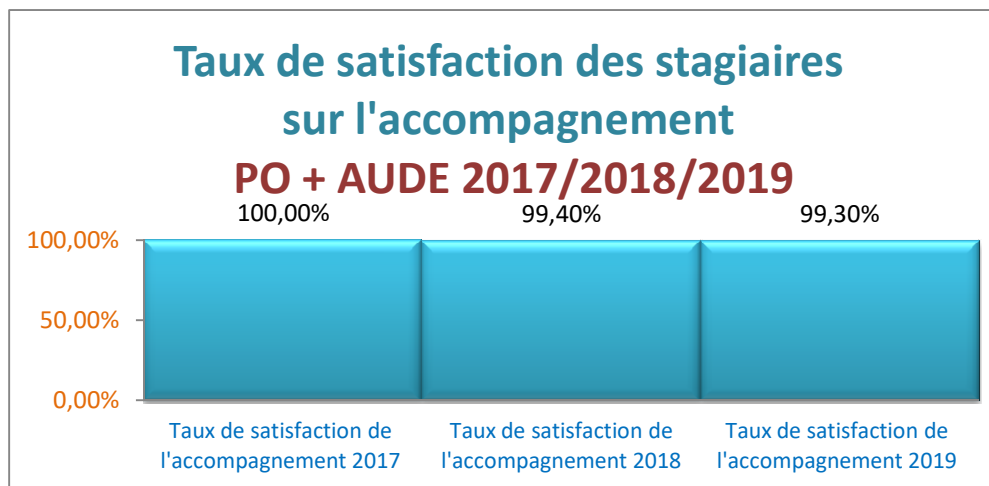 Taux de satisfaction des stagiaires
sur l'accompagnement
PO + AUDE 2017/2018/2019
100,00% 99,40% 99,30%
100,00%
50,00%
0,00%
Taux de satisfaction de
l'accompagnement 2017
Taux de satisfaction de
l'accompagnement 2018
Taux de satisfaction de
l'accompagnement 2019